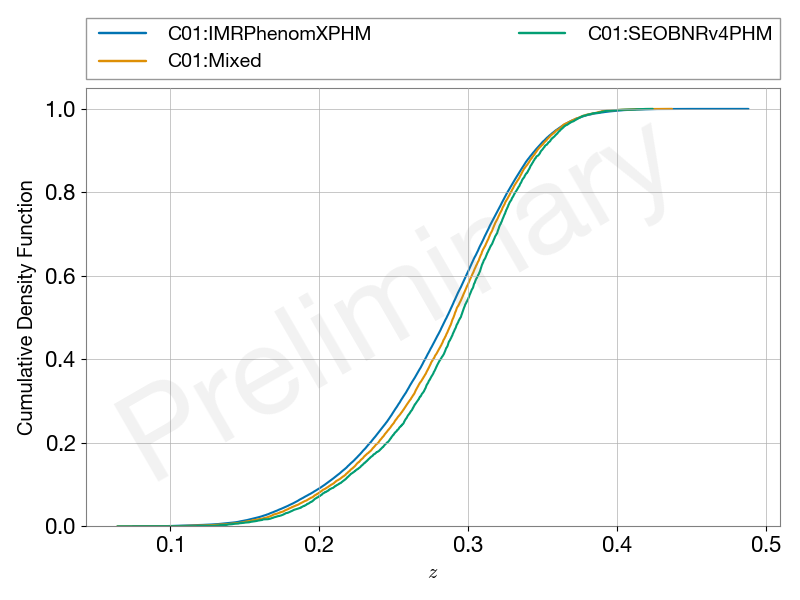 C01:IMRPhenomXPHM
C01:Mixed
C01:SEOBNRv4PHM
Preliminary
Cumulative Density Function
1.0
0.8
0.6
0.4
0.2
0.0
0.1
0.2
0.3
0.4
0.5
z